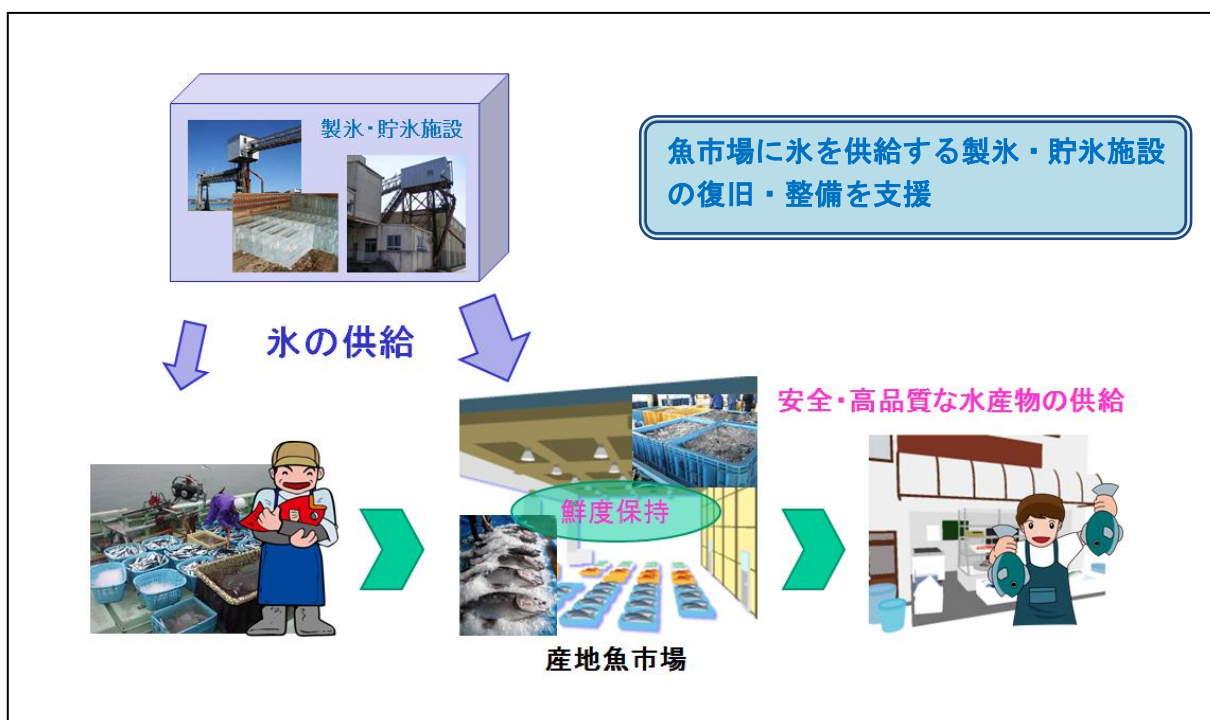 製氷・貯氷施設
魚市場に氷を供給する製氷・貯氷施設
の復旧・整備を支援
氷の供給
安全・高品質な水産物の供給
鮮度保持
産地魚市場